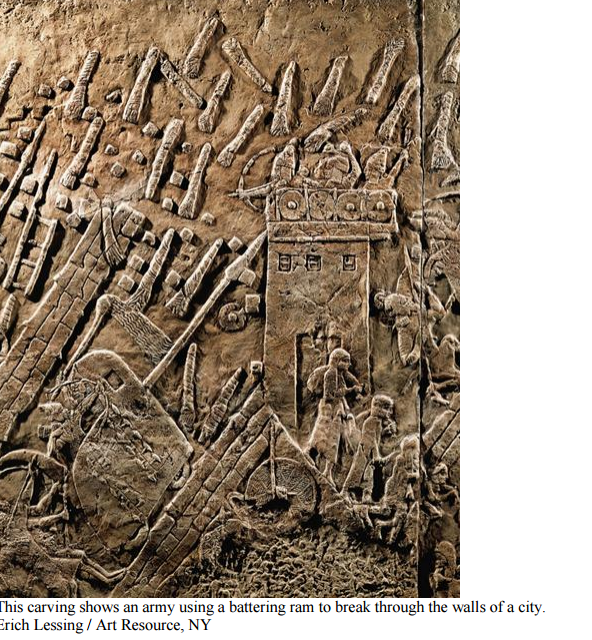 This carving shows an army using a battering ram to break through the walls of a city.
Erich Lessing / Art Resource, NY